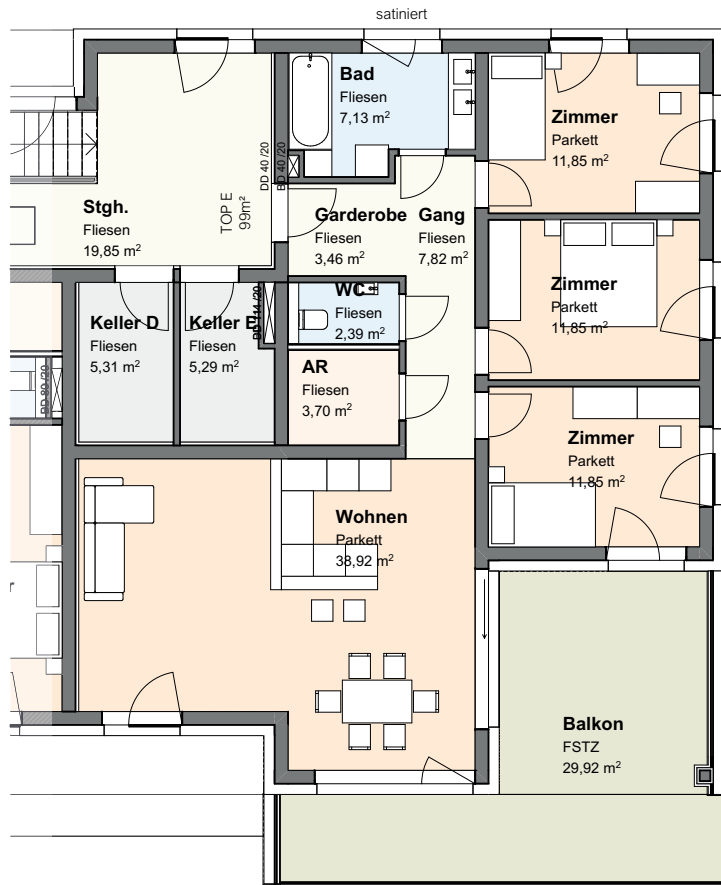 satiniert
Bad
Fliesen
7,13 m²
Zimmer
Parkett
11,85 m²
DD 40 /20
BD 40 /20
TOP E
99m²
Stgh.
Fliesen
19,85 m²
Garderobe
Fliesen
3,46 m²
Gang
Fliesen
7,82 m²
Zimmer
Parkett
11,85 m²
WC
Fliesen
2,39 m²
Keller D
Fliesen
5,31 m²
Keller E
Fliesen
5,29 m²
AR
Fliesen
3,70 m²
BD 80 /20
Zimmer
Parkett
11,85 m²
Wohnen
Parkett
38,92 m²
r
Balkon
FSTZ
29,92 m²